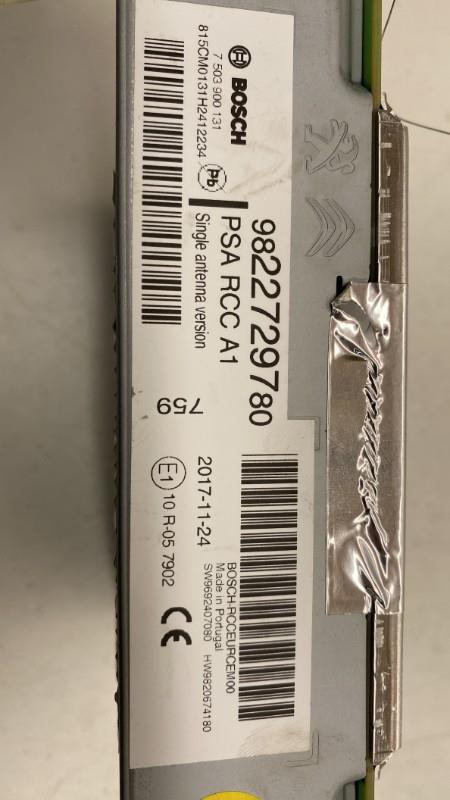 BOSCH
7 503 900 131
815CM0131H2412234
Pb
9822729780
PSA RCC A1
Single antenna version
759
2017-11-24
E1 10 R-05 7902
CE
BOSCH-RCCEURCEM00
Made in Portugal
SW9692407080 HW9820674180